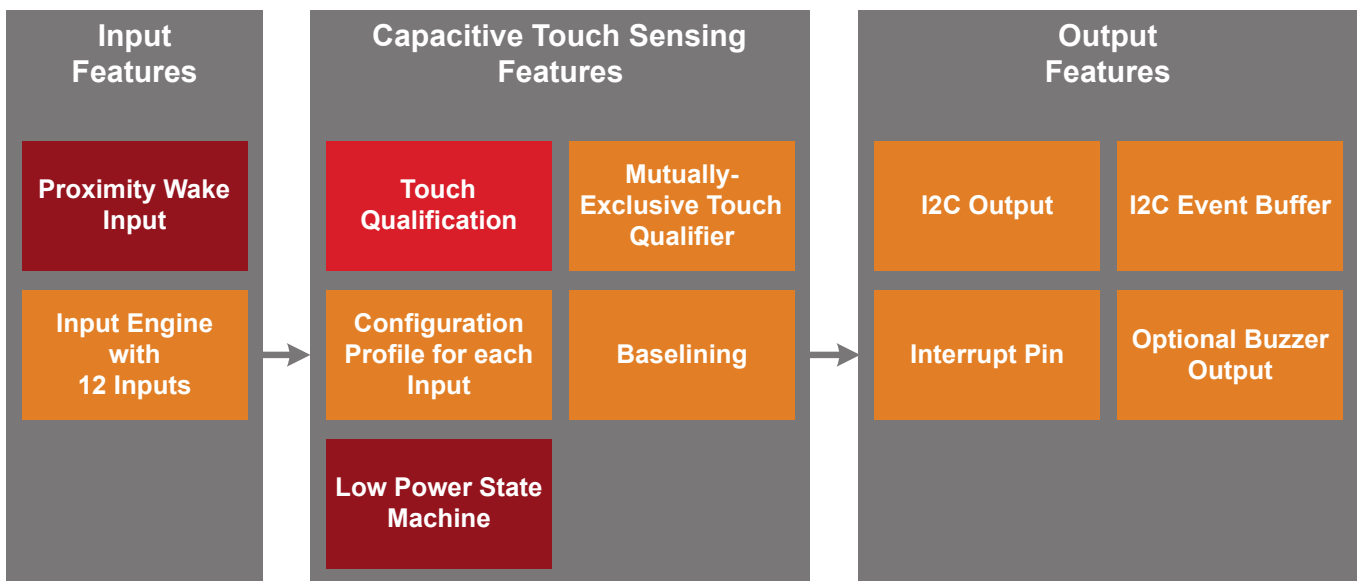 Input
Features
Proximity Wake
Input
Input Engine
with
12 Inputs
Capacitive Touch Sensing
Features
Touch
Qualification
Mutually-
Exclusive Touch
Qualifier
Configuration
Profile for each
Input
Baselining
Low Power State
Machine
Output
Features
I2C Output
I2C Event Buffer
Interrupt Pin
Optional Buzzer
Output